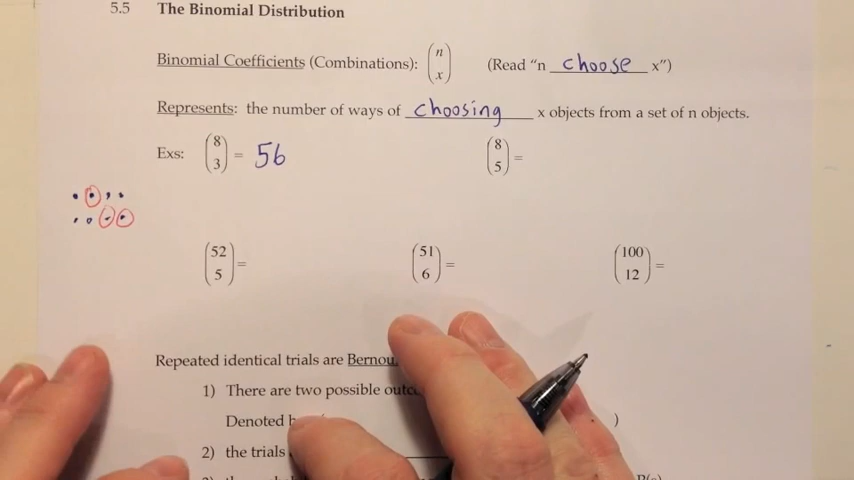 5.5 The Binomial Distribution
Binomial Coefficients (Combinations): (n x) (Read "n choose x")
Represents: the number of ways of choosing x objects from a set of n objects.
Exs: (8 3) = 56 (8 5) =
(52 5) = (51 6) = (100 12) =
Repeated identical trials are
1) There are two possible
Denoted )
2) the trials